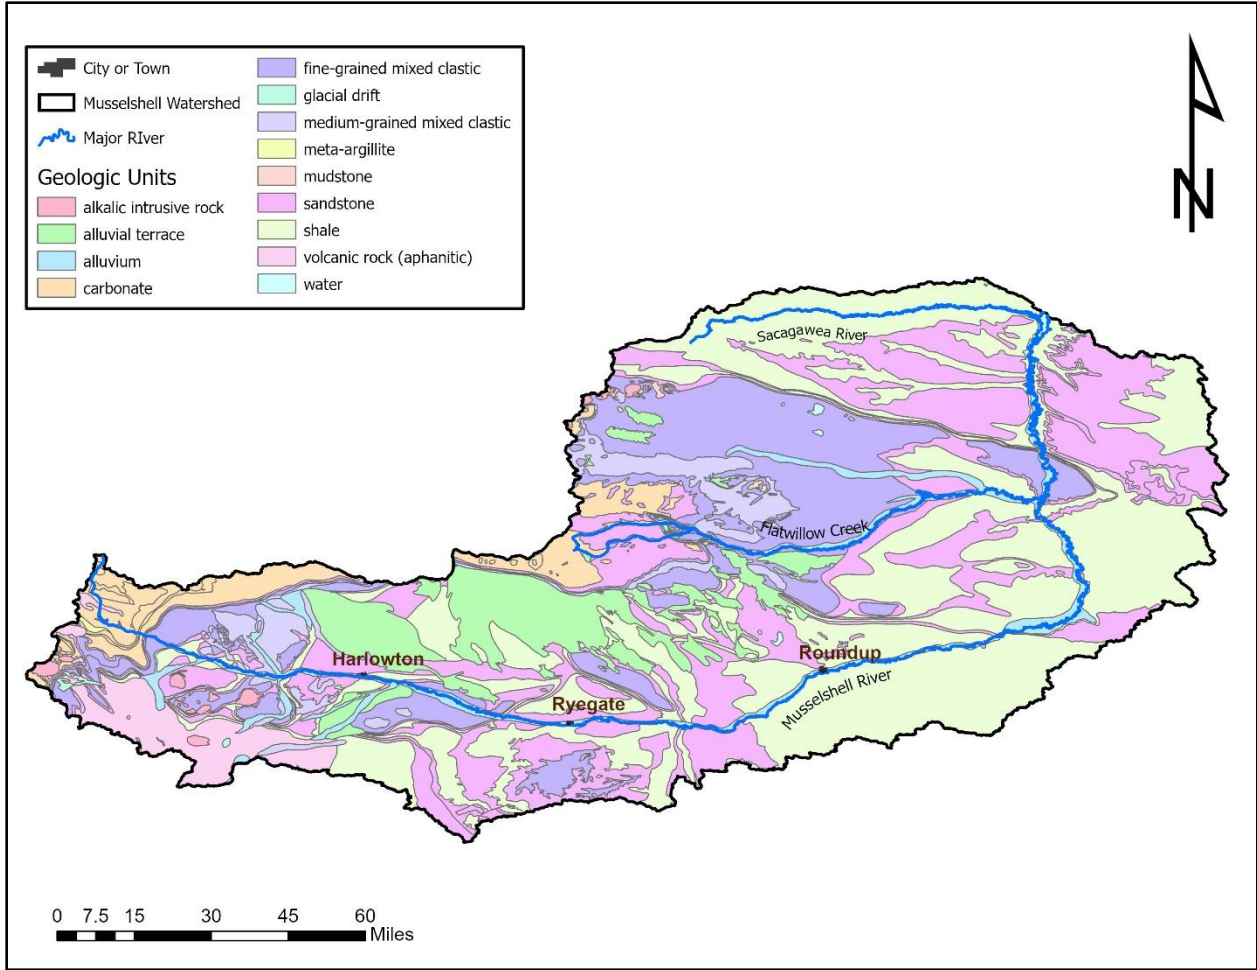 City or Town
Musselshell Watershed
Major RIver
Geologic Units
alkalic intrusive rock
alluvial terrace
alluvium
carbonate
fine-grained mixed clastic
glacial drift
medium-grained mixed clastic
meta-argillite
mudstone
sandstone
shale
volcanic rock (aphanitic)
water
N
Sacagawea River
Flatwillow Creek
Harlowton
Roundup
Ryegate
Musselshell River
0 7.5 15 30 45 60
Miles